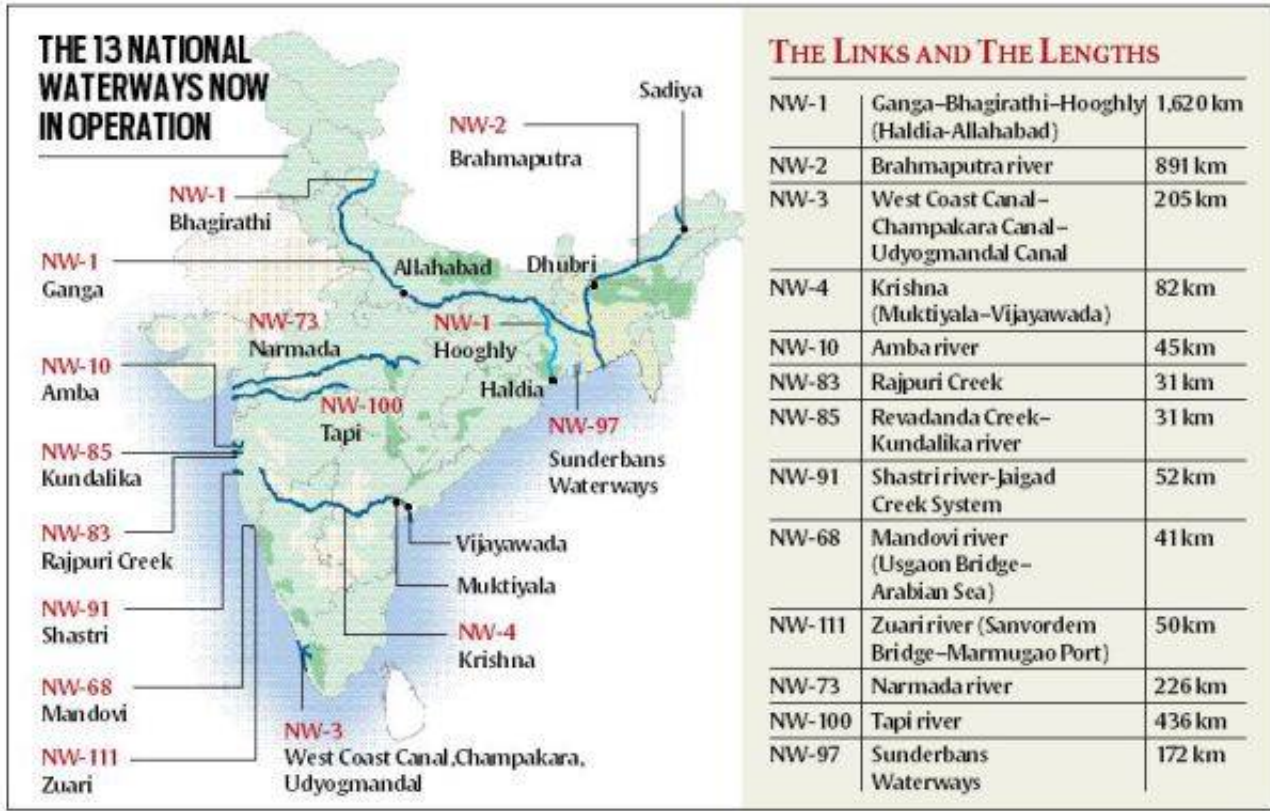 THE 13 NATIONAL
WATERWAYS NOW
IN OPERATION
Sadiya
NW-2
Brahmaputra
NW-1
Bhagirathi
NW-1
Ganga
Allahabad
Dhubri
NW-73
Narmada
NW-1
Hooghly
NW-10
Amba
Haldia
NW-100
Tapi
NW-97
Sunderbans
Waterways
NW-85
Kundalika
NW-83
Rajpuri Creek
Vijayawada
Muktiyala
NW-91
Shastri
NW-4
Krishna
NW-68
Mandovi
NW-3
West Coast Canal,Champakara,
Udyogmandal
NW-111
Zuari
THE LINKS AND THE LENGTHS
NW-1 Ganga–Bhagirathi–Hooghly 1,620 km
(Haldia-Allahabad)
NW-2 Brahmaputra river 891 km
NW-3 West Coast Canal– 205 km
Champakara Canal–
Udyogmandal Canal
NW-4 Krishna 82 km
(Muktiyala–Vijayawada)
NW-10 Amba river 45 km
NW-83 Rajpuri Creek 31 km
NW-85 Revadanda Creek– 31 km
Kundalika river
NW-91 Shastri river-Jaigad 52 km
Creek System
NW-68 Mandovi river 41 km
(Usgaon Bridge–
Arabian Sea)
NW-111 Zuari river (Sanvordem 50 km
Bridge–Marmugao Port)
NW-73 Narmada river 226 km
NW-100 Tapi river 436 km
NW-97 Sunderbans 172 km
Waterways